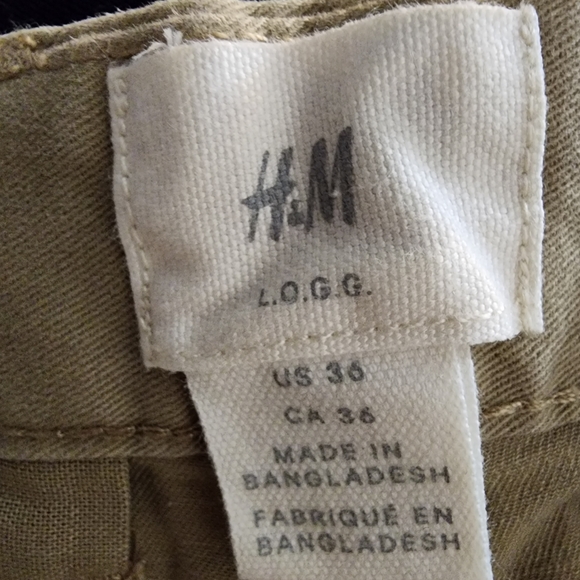 H&M
L.O.G.G.
US 36
CA 36
MADE IN
BANGLADESH
FABRIQUÉ EN
BANGLADESH